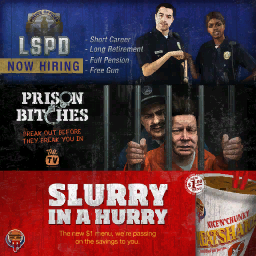 LSPD
NOW HIRING
- Short Career
- Long Retirement
- Full Pension
- Free Gun
PRISON
BITCHES
BREAK OUT BEFORE
THEY BREAK YOU IN
TV
SLURRY
IN A HURRY
The new $1 menu, we're passing
on the savings to you.
$1